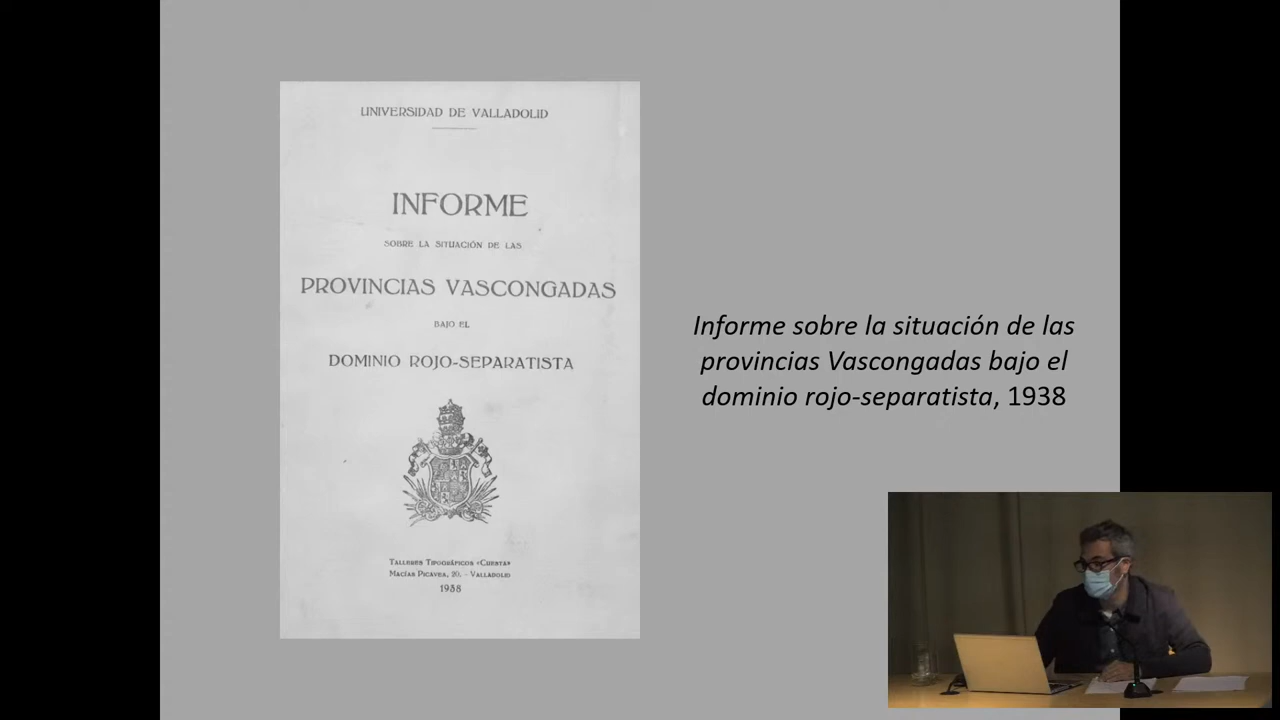 UNIVERSIDAD DE VALLADOLID
INFORME
SOBRE LA SITUACIÓN DE LAS
PROVINCIAS VASCONGADAS
BAJO EL
DOMINIO ROJO-SEPARATISTA
TALLERES TIPOGRÁFICOS «CUESTA»
MACÍAS PICAVEA, 20. - VALLADOLID
1938
Informe sobre la situación de las
provincias Vascongadas bajo el
dominio rojo-separatista, 1938